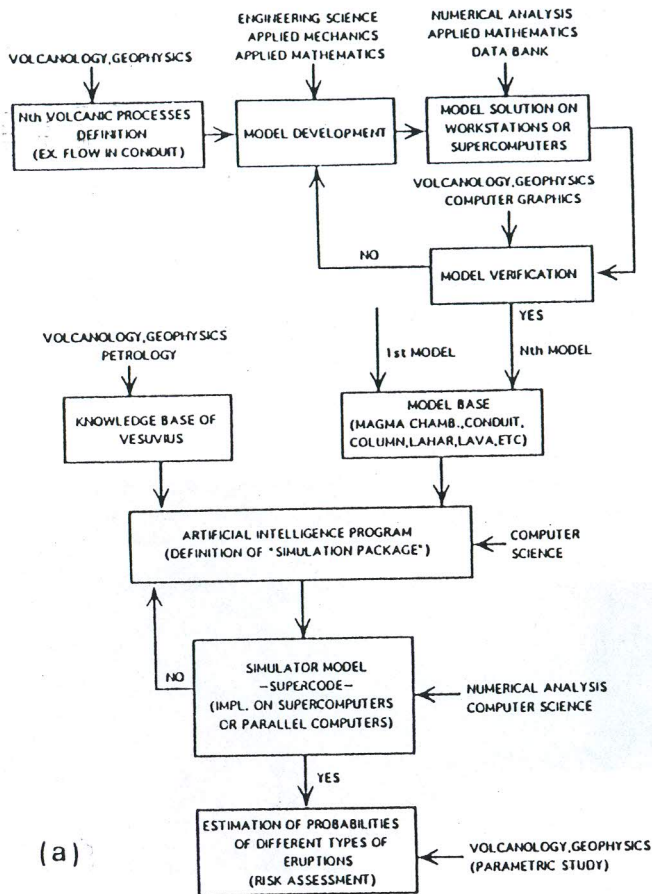 ENGINEERING SCIENCE
APPLIED MECHANICS
APPLIED MATHEMATICS
NUMERICAL ANALYSIS
APPLIED MATHEMATICS
DATA BANK
VOLCANOLOGY,GEOPHYSICS
Nth VOLCANIC PROCESSES
DEFINITION
(EX. FLOW IN CONDUIT)
MODEL DEVELOPMENT
MODEL SOLUTION ON
WORKSTATIONS OR
SUPERCOMPUTERS
VOLCANOLOGY,GEOPHYSICS
COMPUTER GRAPHICS
NO
MODEL VERIFICATION
YES
1st MODEL
Nth MODEL
VOLCANOLOGY,GEOPHYSICS
PETROLOGY
KNOWLEDGE BASE OF
VESUVIUS
MODEL BASE
(MAGMA CHAMB.,CONDUIT,
COLUMN,LAHAR,LAVA,ETC)
ARTIFICIAL INTELLIGENCE PROGRAM
(DEFINITION OF "SIMULATION PACKAGE")
COMPUTER
SCIENCE
NO
SIMULATOR MODEL
-SUPERCODE-
(IMPL. ON SUPERCOMPUTERS
OR PARALLEL COMPUTERS)
NUMERICAL ANALYSIS
COMPUTER SCIENCE
YES
ESTIMATION OF PROBABILITIES
OF DIFFERENT TYPES OF
ERUPTIONS
(RISK ASSESSMENT)
VOLCANOLOGY,GEOPHYSICS
(PARAMETRIC STUDY)
(a)